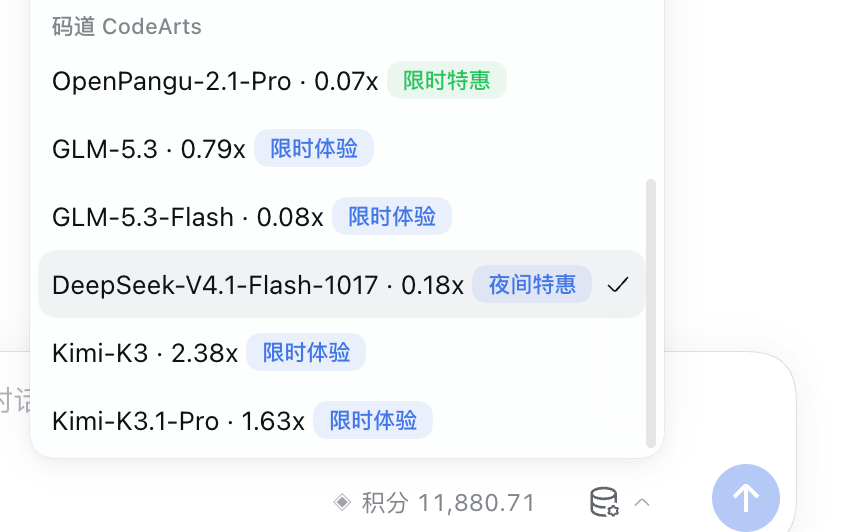 码道 CodeArts
OpenPangu-2.1-Pro · 0.07x 限时特惠
GLM-5.3 · 0.79x 限时体验
GLM-5.3-Flash · 0.08x 限时体验
DeepSeek-V4.1-Flash-1017 · 0.18x 夜间特惠
Kimi-K3 · 2.38x 限时体验
Kimi-K3.1-Pro · 1.63x 限时体验
积分 11,880.71